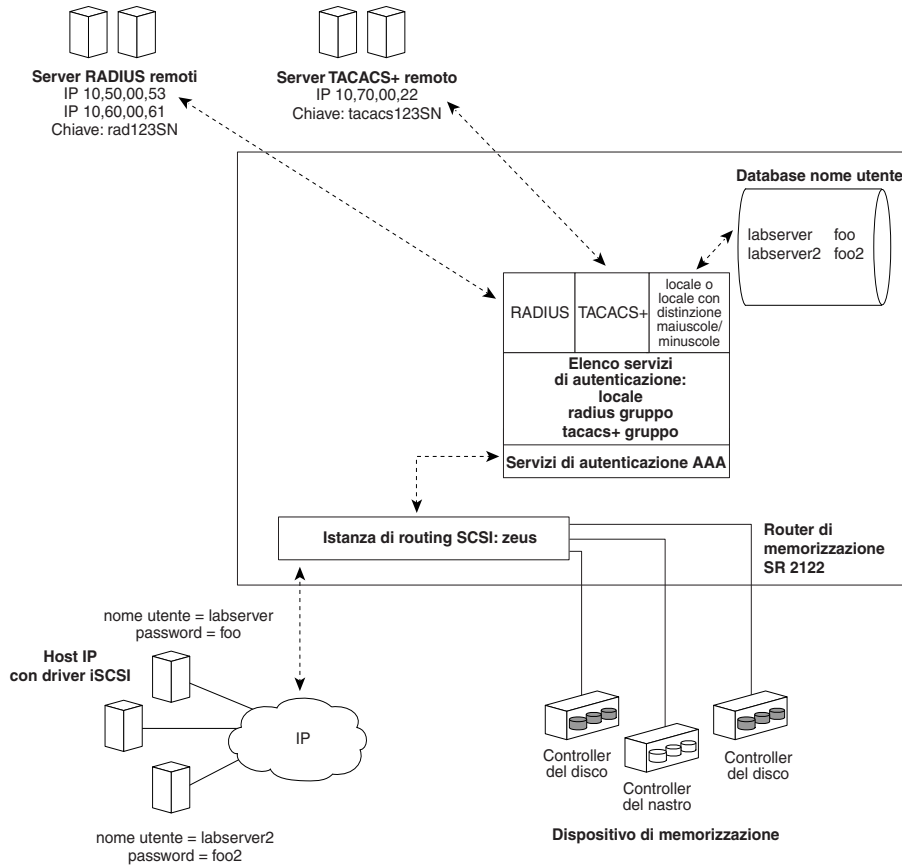 Server RADIUS remoti
IP 10,50,00,53
IP 10,60,00,61
Chiave: rad123SN
Server TACACS+ remoto
IP 10,70,00,22
Chiave: tacacs123SN
Database nome utente
labserver foo
labserver2 foo2
RADIUS
TACACS+
locale o
locale con
distinzione
maiuscole/
minuscole
Elenco servizi
di autenticazione:
locale
radius gruppo
tacacs+ gruppo
Servizi di autenticazione AAA
Istanza di routing SCSI: zeus
Router di
memorizzazione
SR 2122
nome utente = labserver
password = foo
Host IP
con driver iSCSI
IP
nome utente = labserver2
password = foo2
Controller
del disco
Controller
del nastro
Controller
del disco
Dispositivo di memorizzazione